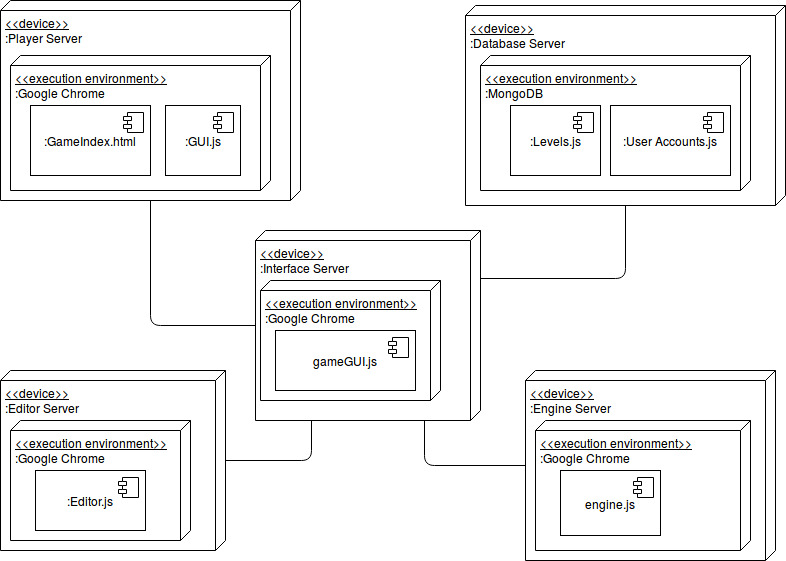 <<device>>
:Player Server
<<execution environment>>
:Google Chrome
:GameIndex.html
:GUI.js
<<device>>
:Database Server
<<execution environment>>
:MongoDB
:Levels.js
:User Accounts.js
<<device>>
:Interface Server
<<execution environment>>
:Google Chrome
gameGUI.js
<<device>>
:Editor Server
<<execution environment>>
:Google Chrome
:Editor.js
<<device>>
:Engine Server
<<execution environment>>
:Google Chrome
engine.js